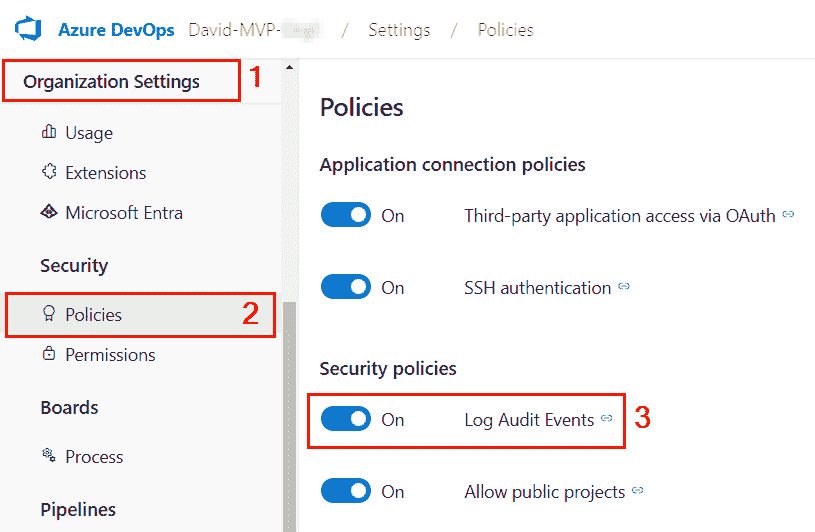 Azure DevOps David-MVP- / Settings / Policies
Organization Settings 1
Usage
Extensions
Microsoft Entra
Security
Policies 2
Permissions
Boards
Process
Pipelines
Policies
Application connection policies
On Third-party application access via OAuth
On SSH authentication
Security policies
On Log Audit Events 3
On Allow public projects